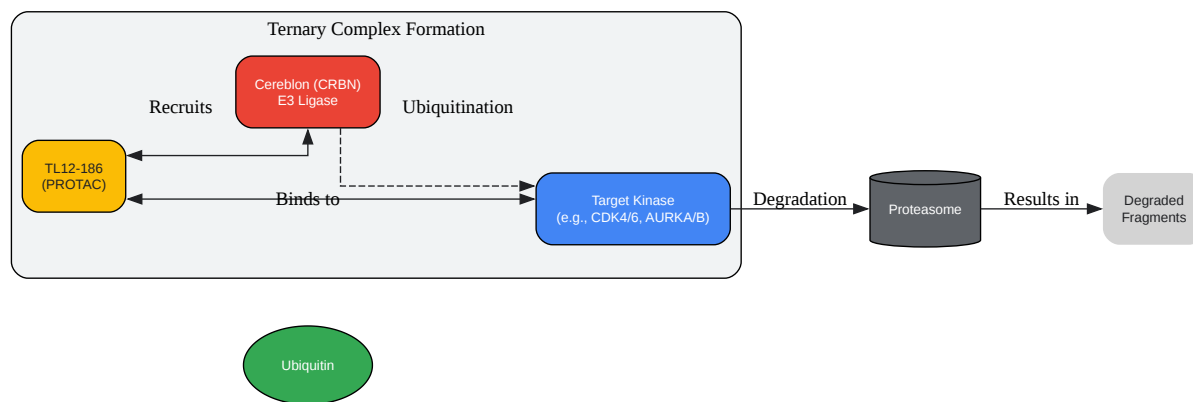 Ternary Complex Formation
Cereblon (CRBN)
E3 Ligase
Recruits
Ubiquitination
TL12-186
(PROTAC)
Binds to
Target Kinase
(e.g., CDK4/6, AURKA/B)
Degradation
Proteasome
Results in
Degraded
Fragments
Ubiquitin